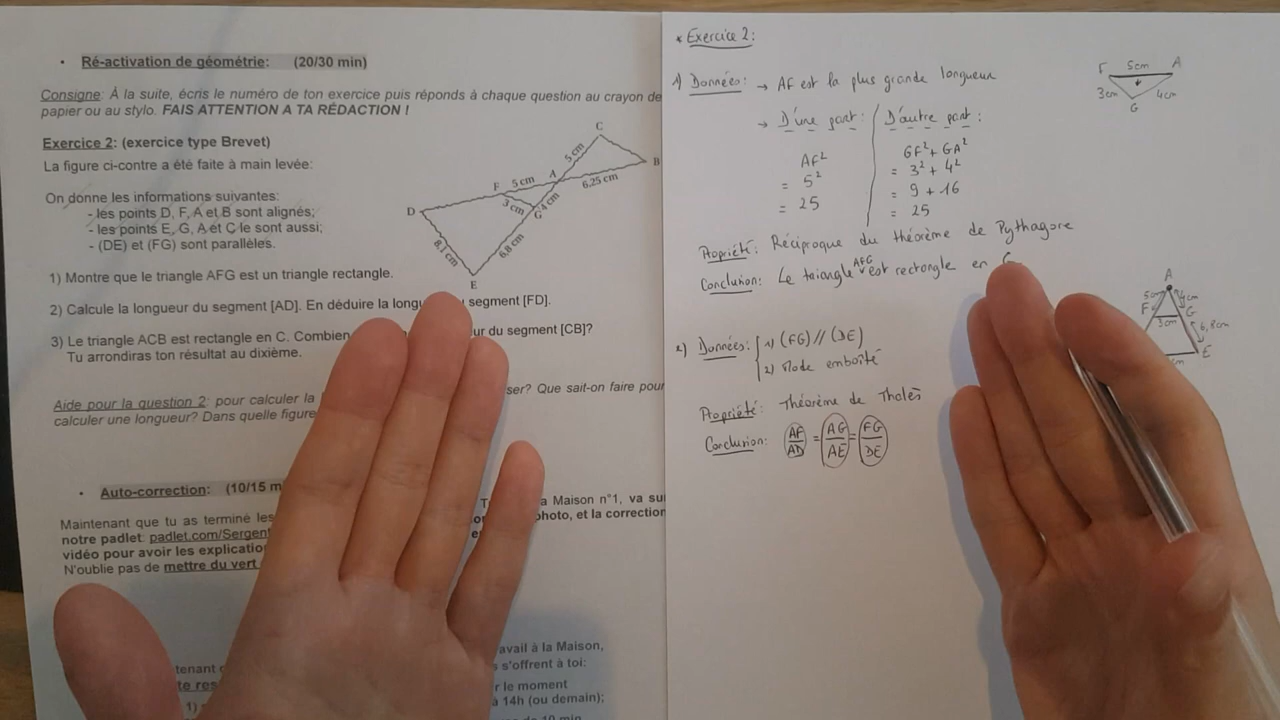 • Ré-activation de géométrie: (20/30 min)
Consigne: À la suite, écris le numéro de ton exercice puis réponds à chaque question au crayon de
papier ou au stylo. FAIS ATTENTION A TA RÉDACTION !
Exercice 2: (exercice type Brevet)
La figure ci-contre a été faite à main levée:
On donne les informations suivantes:
- les points D, F, A et B sont alignés;
- les points E, G, A et C le sont aussi;
- (DE) et (FG) sont parallèles.
C
5 cm
B
A
F 5 cm
6,25 cm
3 cm
G 4 cm
D
8,1 cm
6,8 cm
E
1) Montre que le triangle AFG est un triangle rectangle.
2) Calcule la longueur du segment [AD]. En déduire la segment [FD].
3) Le triangle ACB est rectangle en C. Combien du segment [CB]?
Tu arrondiras ton résultat au dixième.
Aide pour la question 2: pour calculer la Que sait-on faire pour
calculer une longueur? Dans quelle figure
• Auto-correction: (10/15
Maintenant que tu as terminé les Maison n°1, va
notre padlet: photo, et la correction
vidéo pour avoir les
N'oublie pas de mettre du vert
à la Maison,
s'offrent à toi:
le moment
1) à 14h (ou demain);
10 min
* Exercice 2:
1) Données: → AF est la plus grande longueur
→ D'une part: D'autre part:
AF² GF² + GA²
= 5² = 3² + 4²
= 25 = 9 + 16
= 25
Propriété: Réciproque du théorème de Pythagore
Conclusion: Le triangle AFG est rectangle en G
F 5cm A
3cm 4cm
G
2) Données: 1) (FG) // (DE)
2) Mode emboîté
Propriété: Théorème de Thalès
Conclusion: AF/AD = AG/AE = FG/DE
A
5cm 4cm
F G
3cm 6,8cm
E
cm